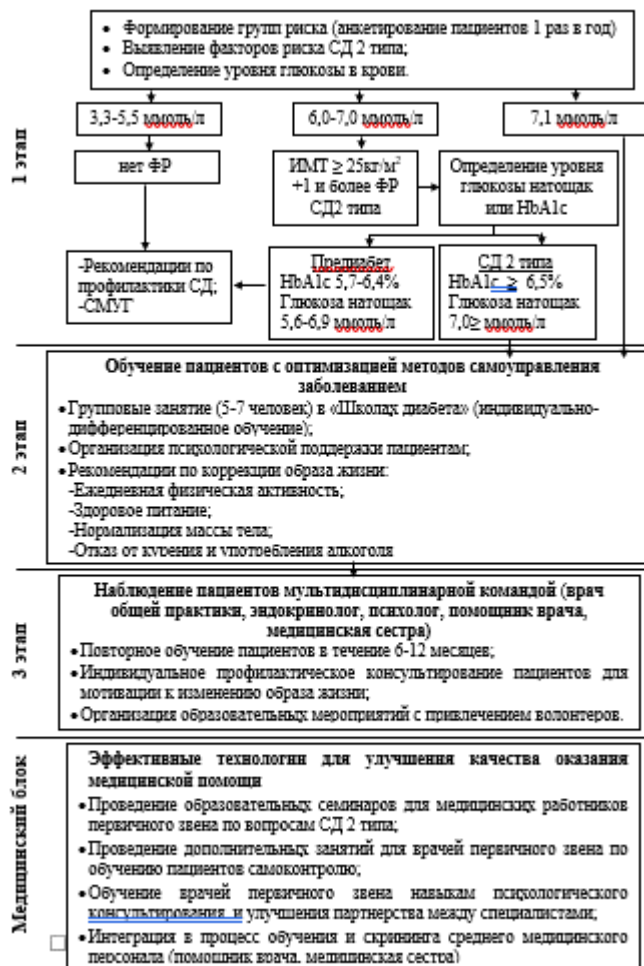 • Формирование групп риска (анкетирование пациентов 1 раз в год)
• Выявление факторов риска СД 2 типа;
• Определение уровня глюкозы в крови.
1 этап
3,3-5,5 ммоль/л
6,0-7,0 ммоль/л
7,1 ммоль/л
нет ФР
ИМТ ≥ 25кг/м²
+1 и более ФР
СД2 типа
Определение уровня
глюкозы натощак
или HbA1c
-Рекомендации по
профилактики СД;
-СМУГ
Предиабет
HbA1c 5,7-6,4%
Глюкоза натощак
5,6-6,9 ммоль/л
СД 2 типа
HbA1c ≥ 6,5%
Глюкоза натощак
7,0≥ ммоль/л
2 этап
Обучение пациентов с оптимизацией методов самоуправления
заболеванием
•Групповые занятие (5-7 человек) в «Школах диабета» (индивидуально-
дифференцированное обучение);
•Организация психологической поддержки пациентам;
•Рекомендации по коррекции образа жизни:
-Ежедневная физическая активность;
-Здоровое питание;
-Нормализация массы тела;
-Отказ от курения и употребления алкоголя
3 этап
Наблюдение пациентов мультидисциплинарной командой (врач
общей практики, эндокринолог, психолог, помощник врача,
медицинская сестра)
•Повторное обучение пациентов в течение 6-12 месяцев;
•Индивидуальное профилактическое консультирование пациентов для
мотивации к изменению образа жизни;
•Организация образовательных мероприятий с привлечением волонтеров.
Медицинский блок
Эффективные технологии для улучшения качества оказания
медицинской помощи
•Проведение образовательных семинаров для медицинских работников
первичного звена по вопросам СД 2 типа;
•Проведение дополнительных занятий для врачей первичного звена по
обучению пациентов самоконтролю;
•Обучение врачей первичного звена навыкам психологического
консультирования и улучшения партнерства между специалистами;
•Интеграция в процесс обучения и скрининга среднего медицинского
персонала (помощник врача, медицинская сестра)